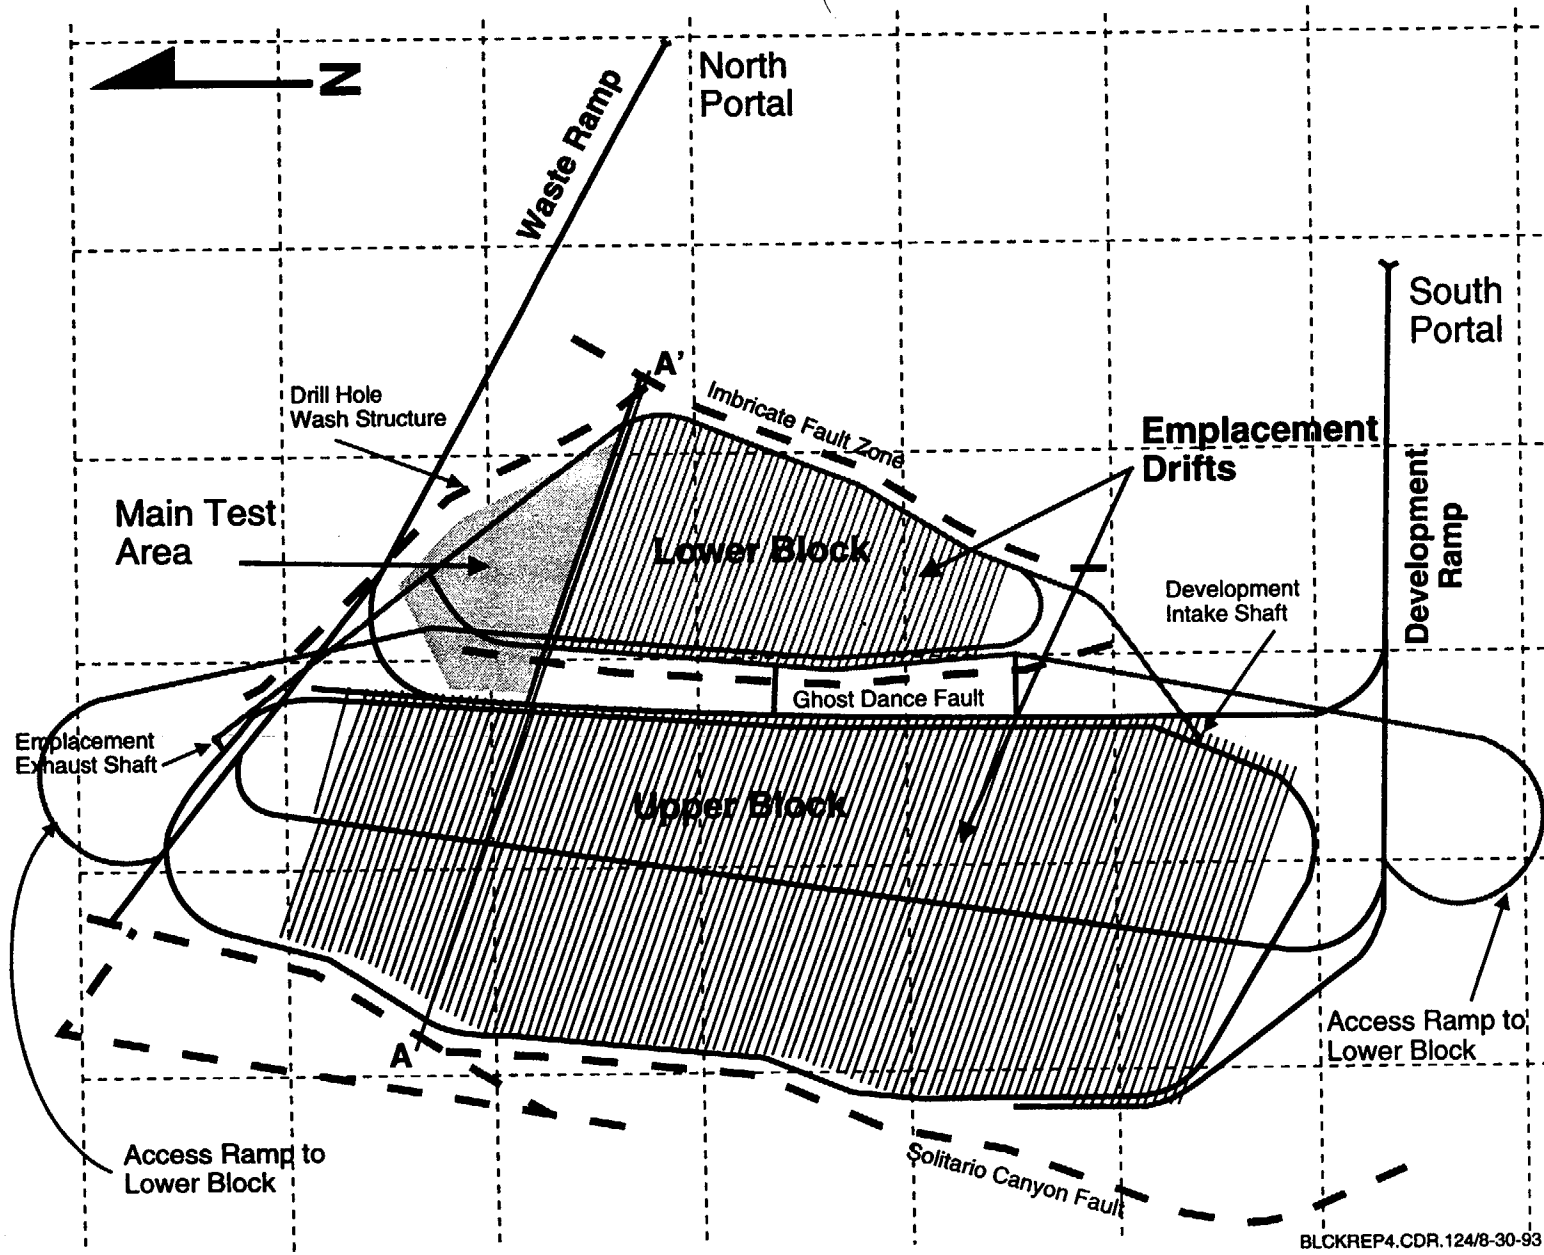 N
North
Portal
Waste Ramp
South
Portal
A'
Drill Hole
Wash Structure
Imbricate Fault Zone
Emplacement
Drifts
Main Test
Area
Lower Block
Development
Ramp
Development
Intake Shaft
Ghost Dance Fault
Emplacement
Exhaust Shaft
Upper Block
A
Access Ramp to
Lower Block
Access Ramp to
Lower Block
Solitario Canyon Fault
BLCKREP4.CDR.124/8-30-93